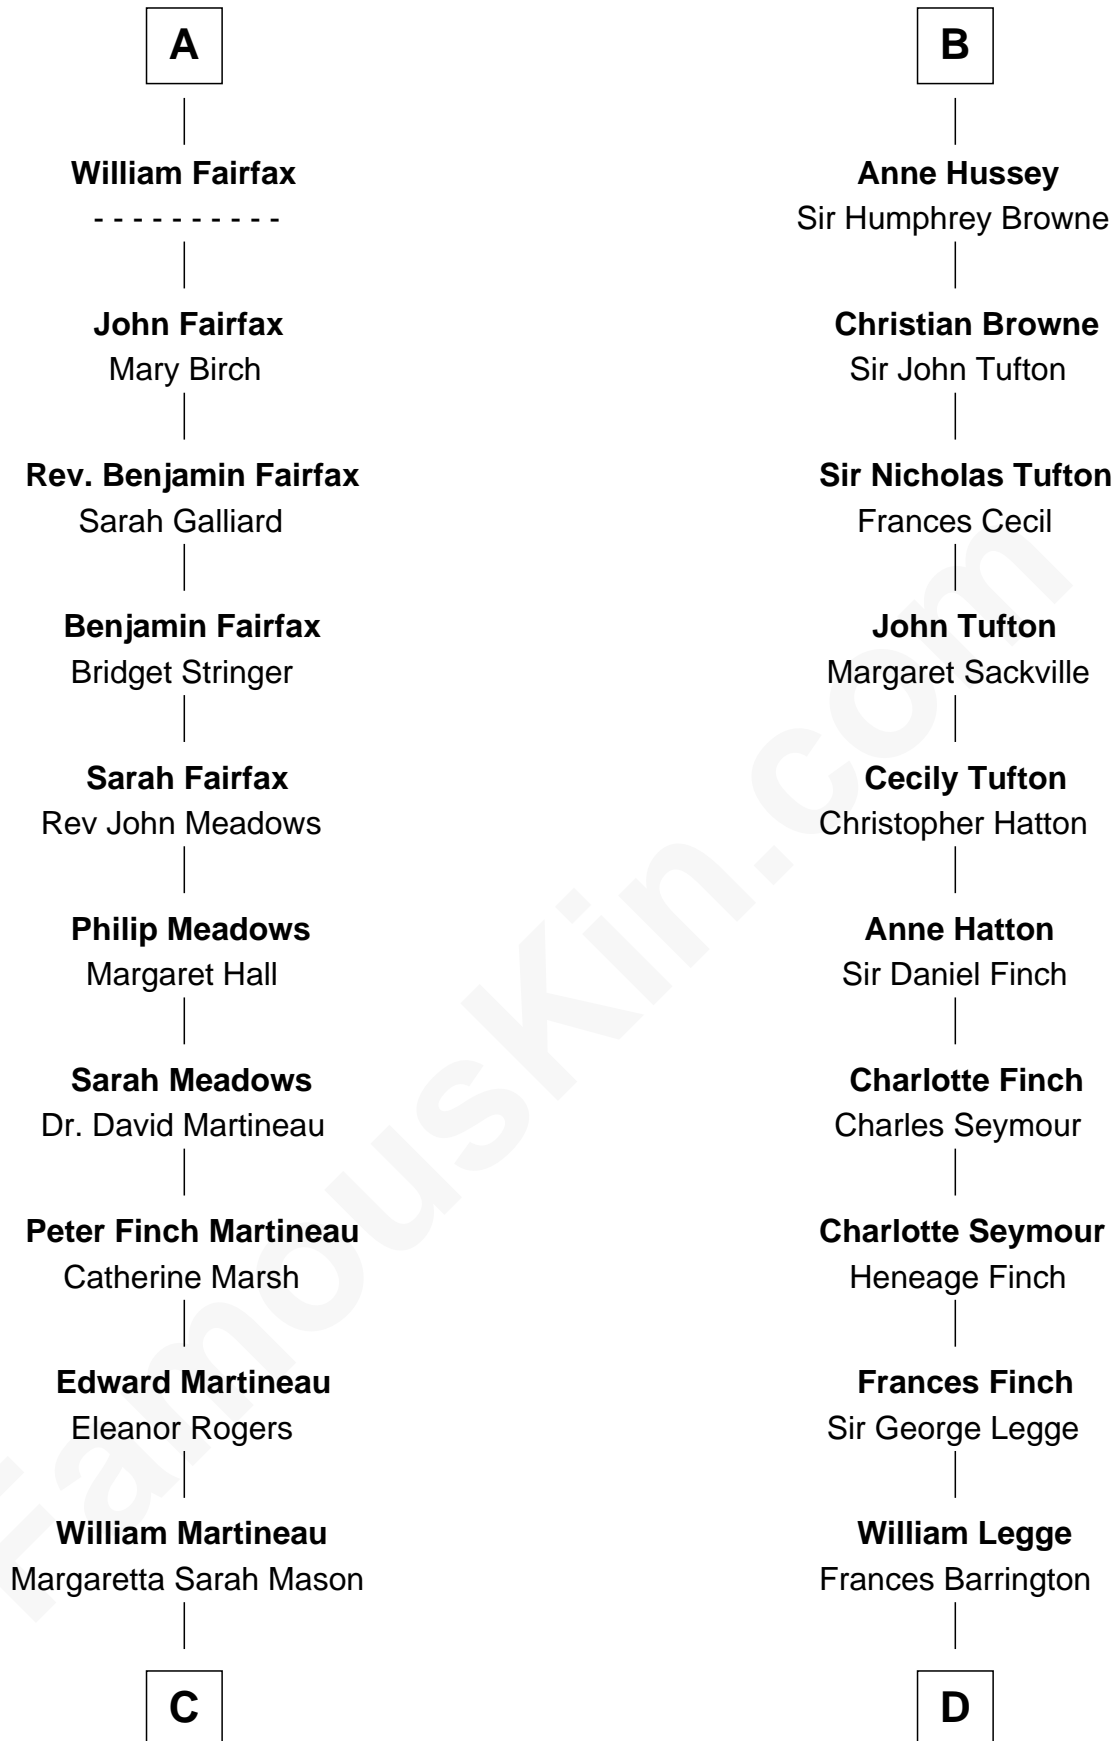 A
William Fairfax
- - - - - - - - - -
John Fairfax
Mary Birch
Rev. Benjamin Fairfax
Sarah Galliard
Benjamin Fairfax
Bridget Stringer
Sarah Fairfax
Rev John Meadows
Philip Meadows
Margaret Hall
Sarah Meadows
Dr. David Martineau
Peter Finch Martineau
Catherine Marsh
Edward Martineau
Eleanor Rogers
William Martineau
Margaretta Sarah Mason
C
B
Anne Hussey
Sir Humphrey Browne
Christian Browne
Sir John Tufton
Sir Nicholas Tufton
Frances Cecil
John Tufton
Margaret Sackville
Cecily Tufton
Christopher Hatton
Anne Hatton
Sir Daniel Finch
Charlotte Finch
Charles Seymour
Charlotte Seymour
Heneage Finch
Frances Finch
Sir George Legge
William Legge
Frances Barrington
D
FamousKin.com